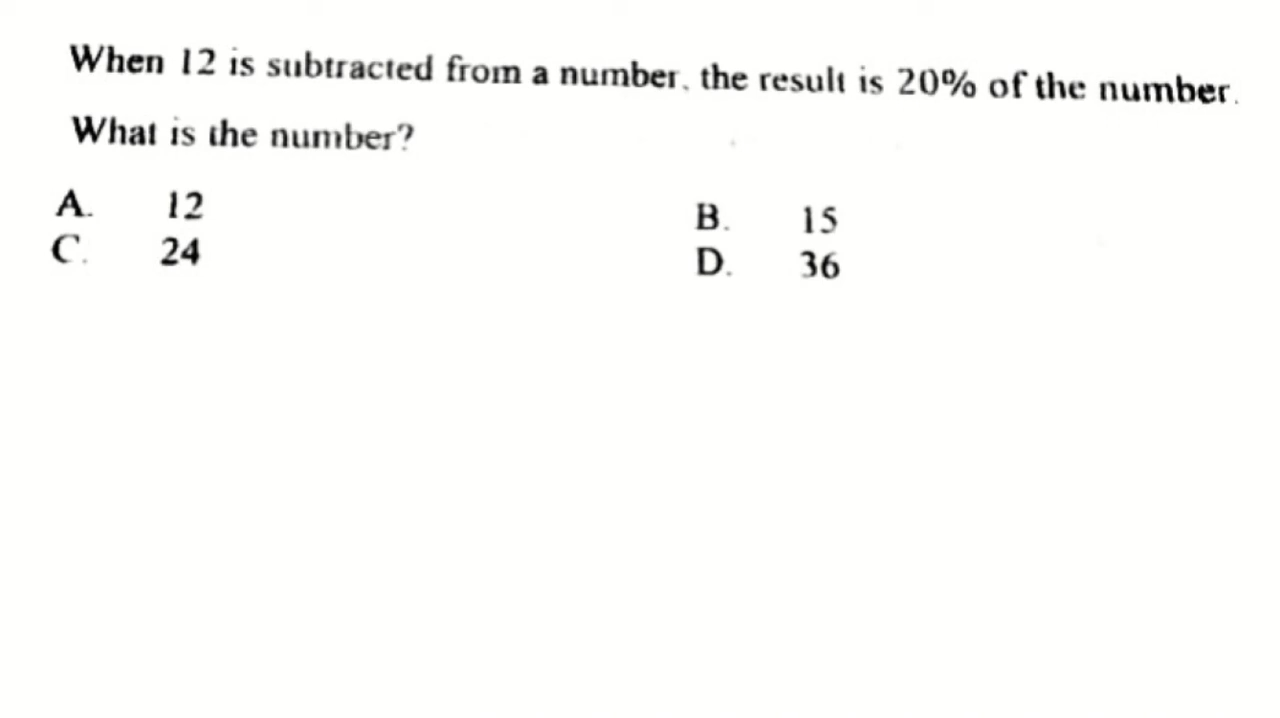 When 12 is subtracted from a number, the result is 20% of the number.
What is the number?
A. 12 B. 15
C. 24 D. 36